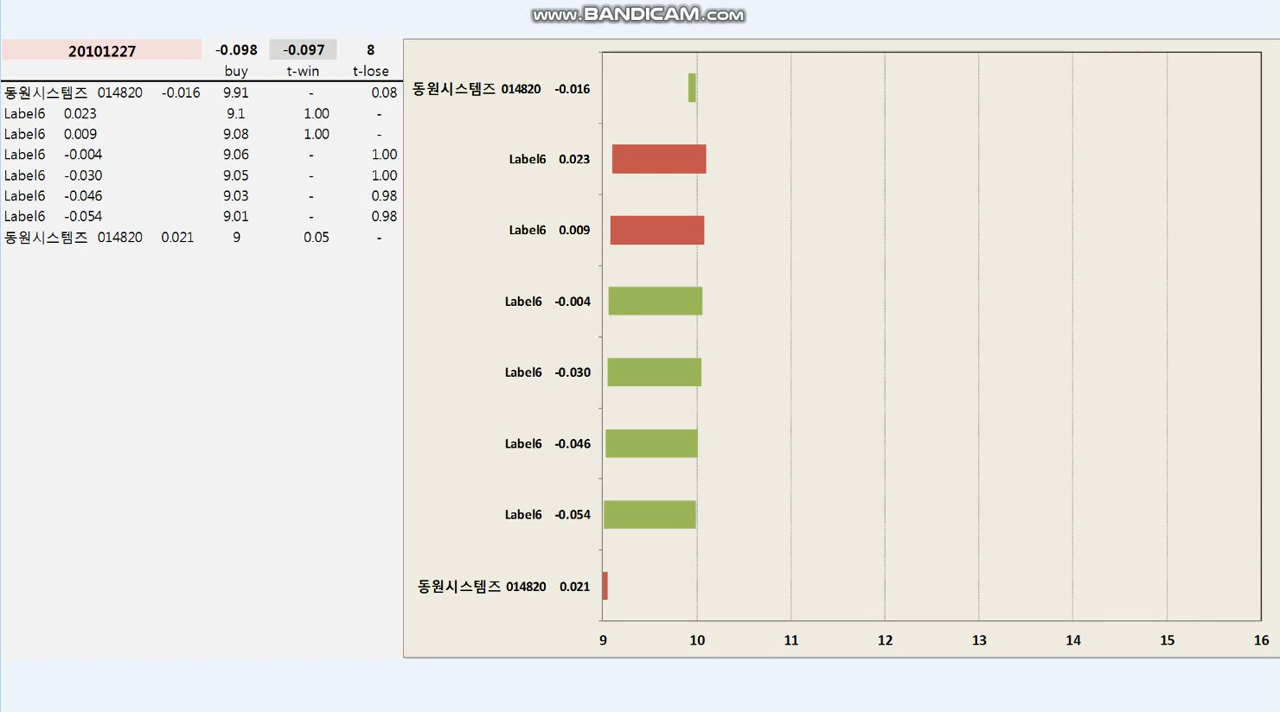 www.BANDICAM.com
20101227 -0.098 -0.097 8
buy t-win t-lose
동원시스템즈 014820 -0.016 9.91 - 0.08
Label6 0.023 9.1 1.00 -
Label6 0.009 9.08 1.00 -
Label6 -0.004 9.06 - 1.00
Label6 -0.030 9.05 - 1.00
Label6 -0.046 9.03 - 0.98
Label6 -0.054 9.01 - 0.98
동원시스템즈 014820 0.021 9 0.05 -
동원시스템즈 014820 -0.016
Label6 0.023
Label6 0.009
Label6 -0.004
Label6 -0.030
Label6 -0.046
Label6 -0.054
동원시스템즈 014820 0.021
9 10 11 12 13 14 15 16